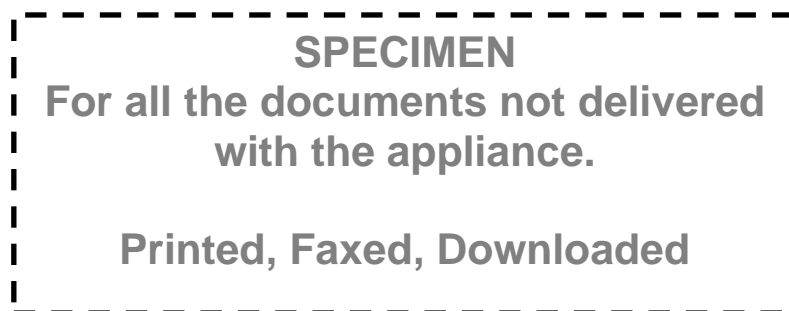 SPECIMEN
For all the documents not delivered
with the appliance.
Printed, Faxed, Downloaded